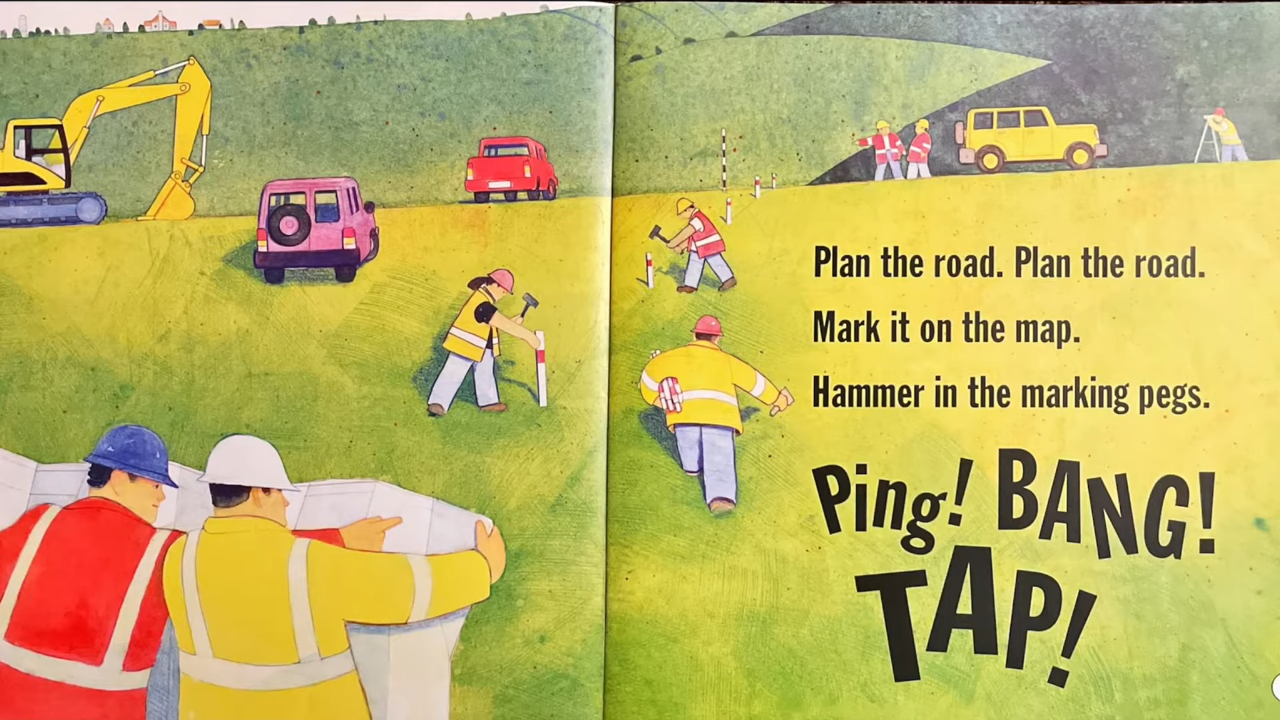 Plan the road. Plan the road.
Mark it on the map.
Hammer in the marking pegs.
Ping! BANG!
TAP!